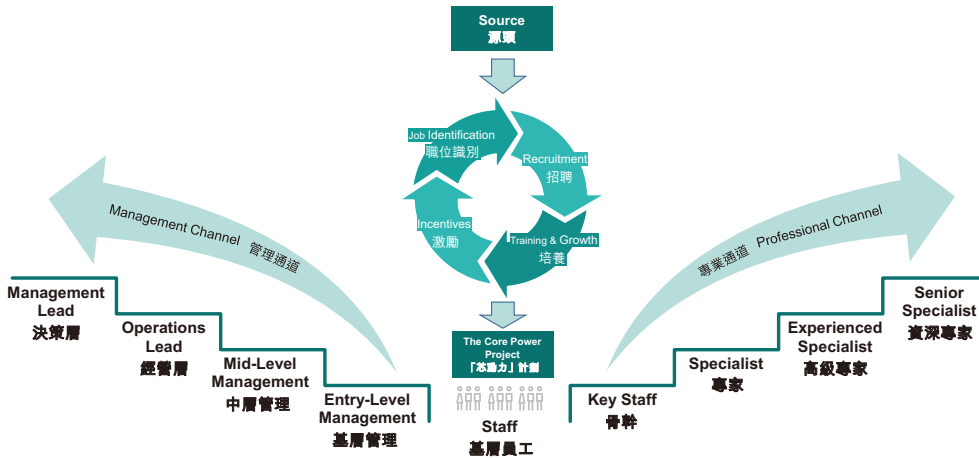 Source
源頭
Job Identification
職位識別
Recruitment
招聘
Incentives
激勵
Training & Growth
培養
Management Channel 管理通道
專業通道 Professional Channel
The Core Power
Project
「芯動力」計劃
Management
Lead
決策層
Operations
Lead
經營層
Mid-Level
Management
中層管理
Entry-Level
Management
基層管理
Staff
基層員工
Key Staff
骨幹
Specialist
專家
Experienced
Specialist
高級專家
Senior
Specialist
資深專家